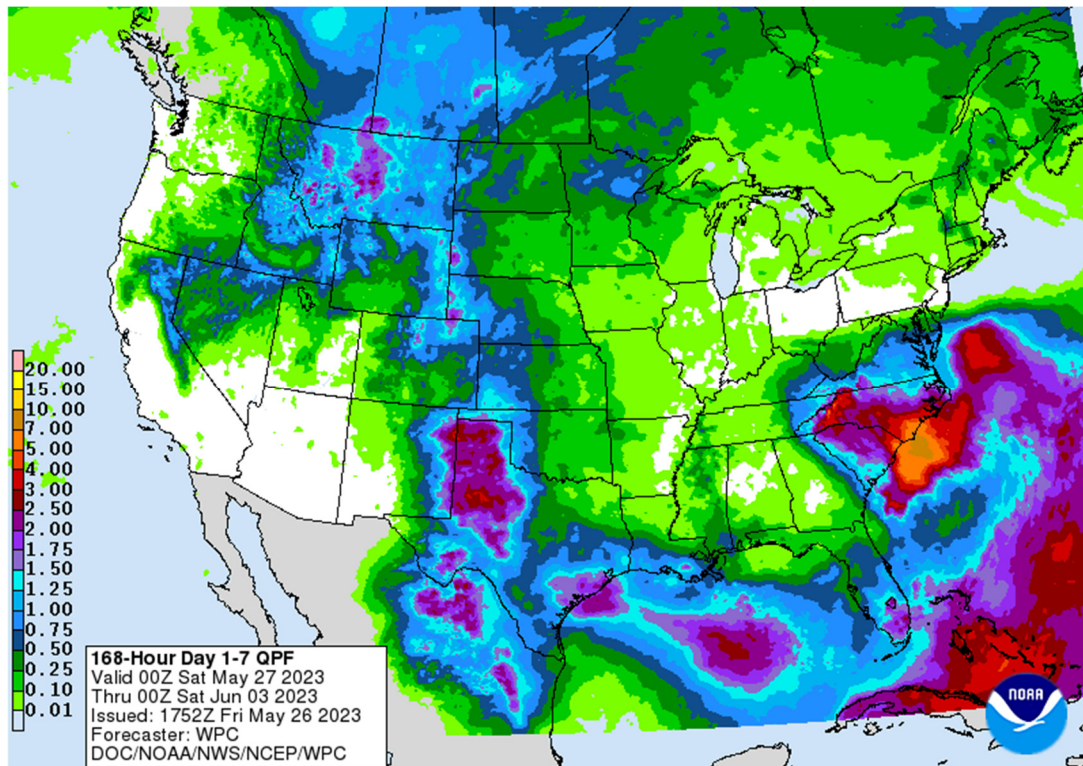 20.00
15.00
10.00
7.00
5.00
4.00
3.00
2.50
2.00
1.75
1.50
1.25
1.00
0.75
0.50
0.25
0.10
0.01
168-Hour Day 1-7 QPF
Valid 00Z Sat May 27 2023
Thru 00Z Sat Jun 03 2023
Issued: 1752Z Fri May 26 2023
Forecaster: WPC
DOC/NOAA/NWS/NCEP/WPC
NOAA